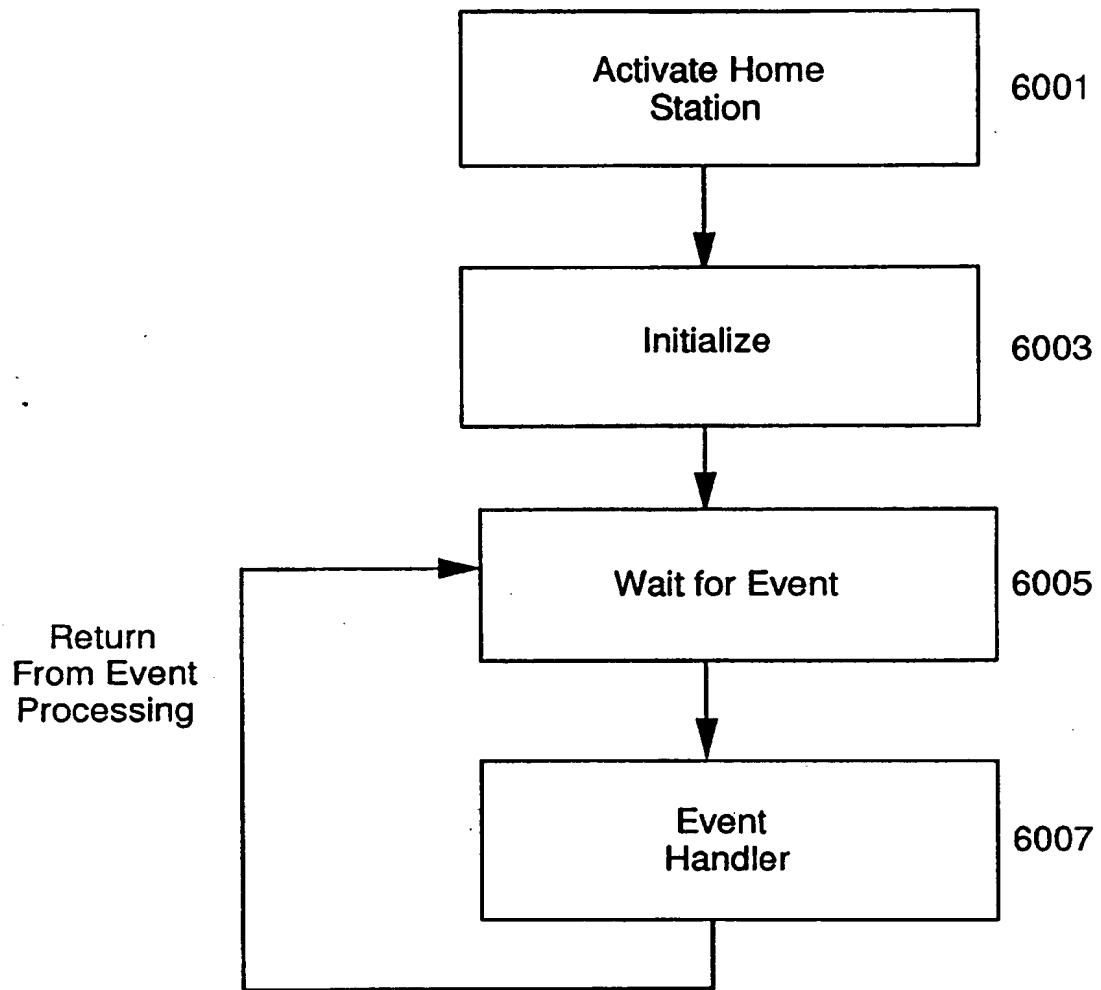 Activate Home
Station
6001
Initialize
6003
Wait for Event
6005
Return
From Event
Processing
Event
Handler
6007